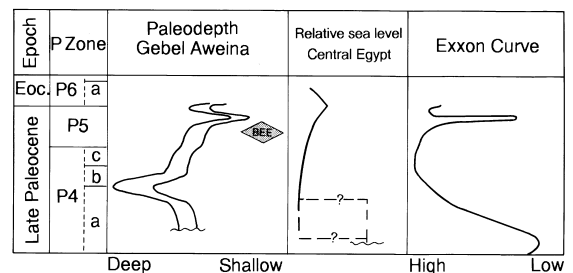 Epoch
P Zone
Paleodepth
Gebel Aweina
Relative sea level
Central Egypt
Exxon Curve
Eoc.
P6
a
Late Paleocene
P5
P4
c
b
a
BEE
?
?
Deep
Shallow
High
Low